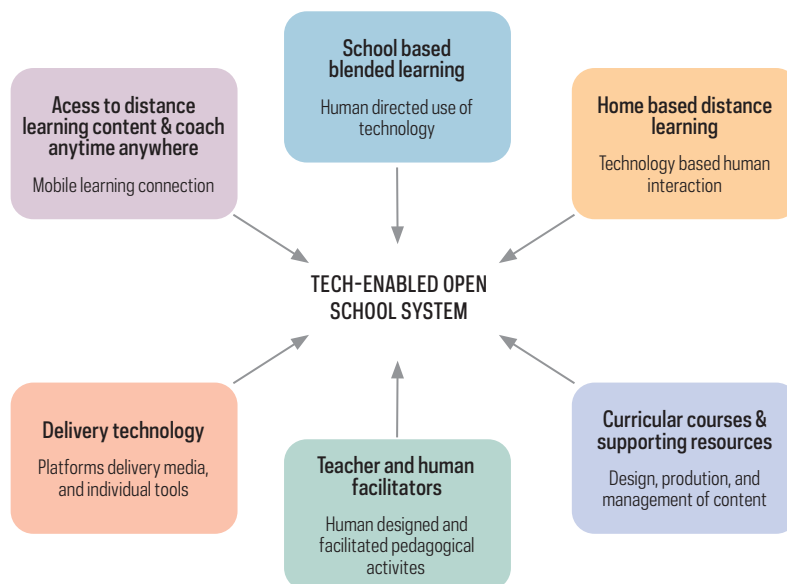 School based
blended learning
Human directed use of
technology
Acess to distance
learning content & coach
anytime anywhere
Mobile learning connection
Home based distance
learning
Technology based human
interaction
TECH-ENABLED OPEN
SCHOOL SYSTEM
Delivery technology
Platforms delivery media,
and individual tools
Teacher and human
facilitators
Human designed and
facilitated pedagogical
activites
Curricular courses &
supporting resources
Design, prodution, and
management of content